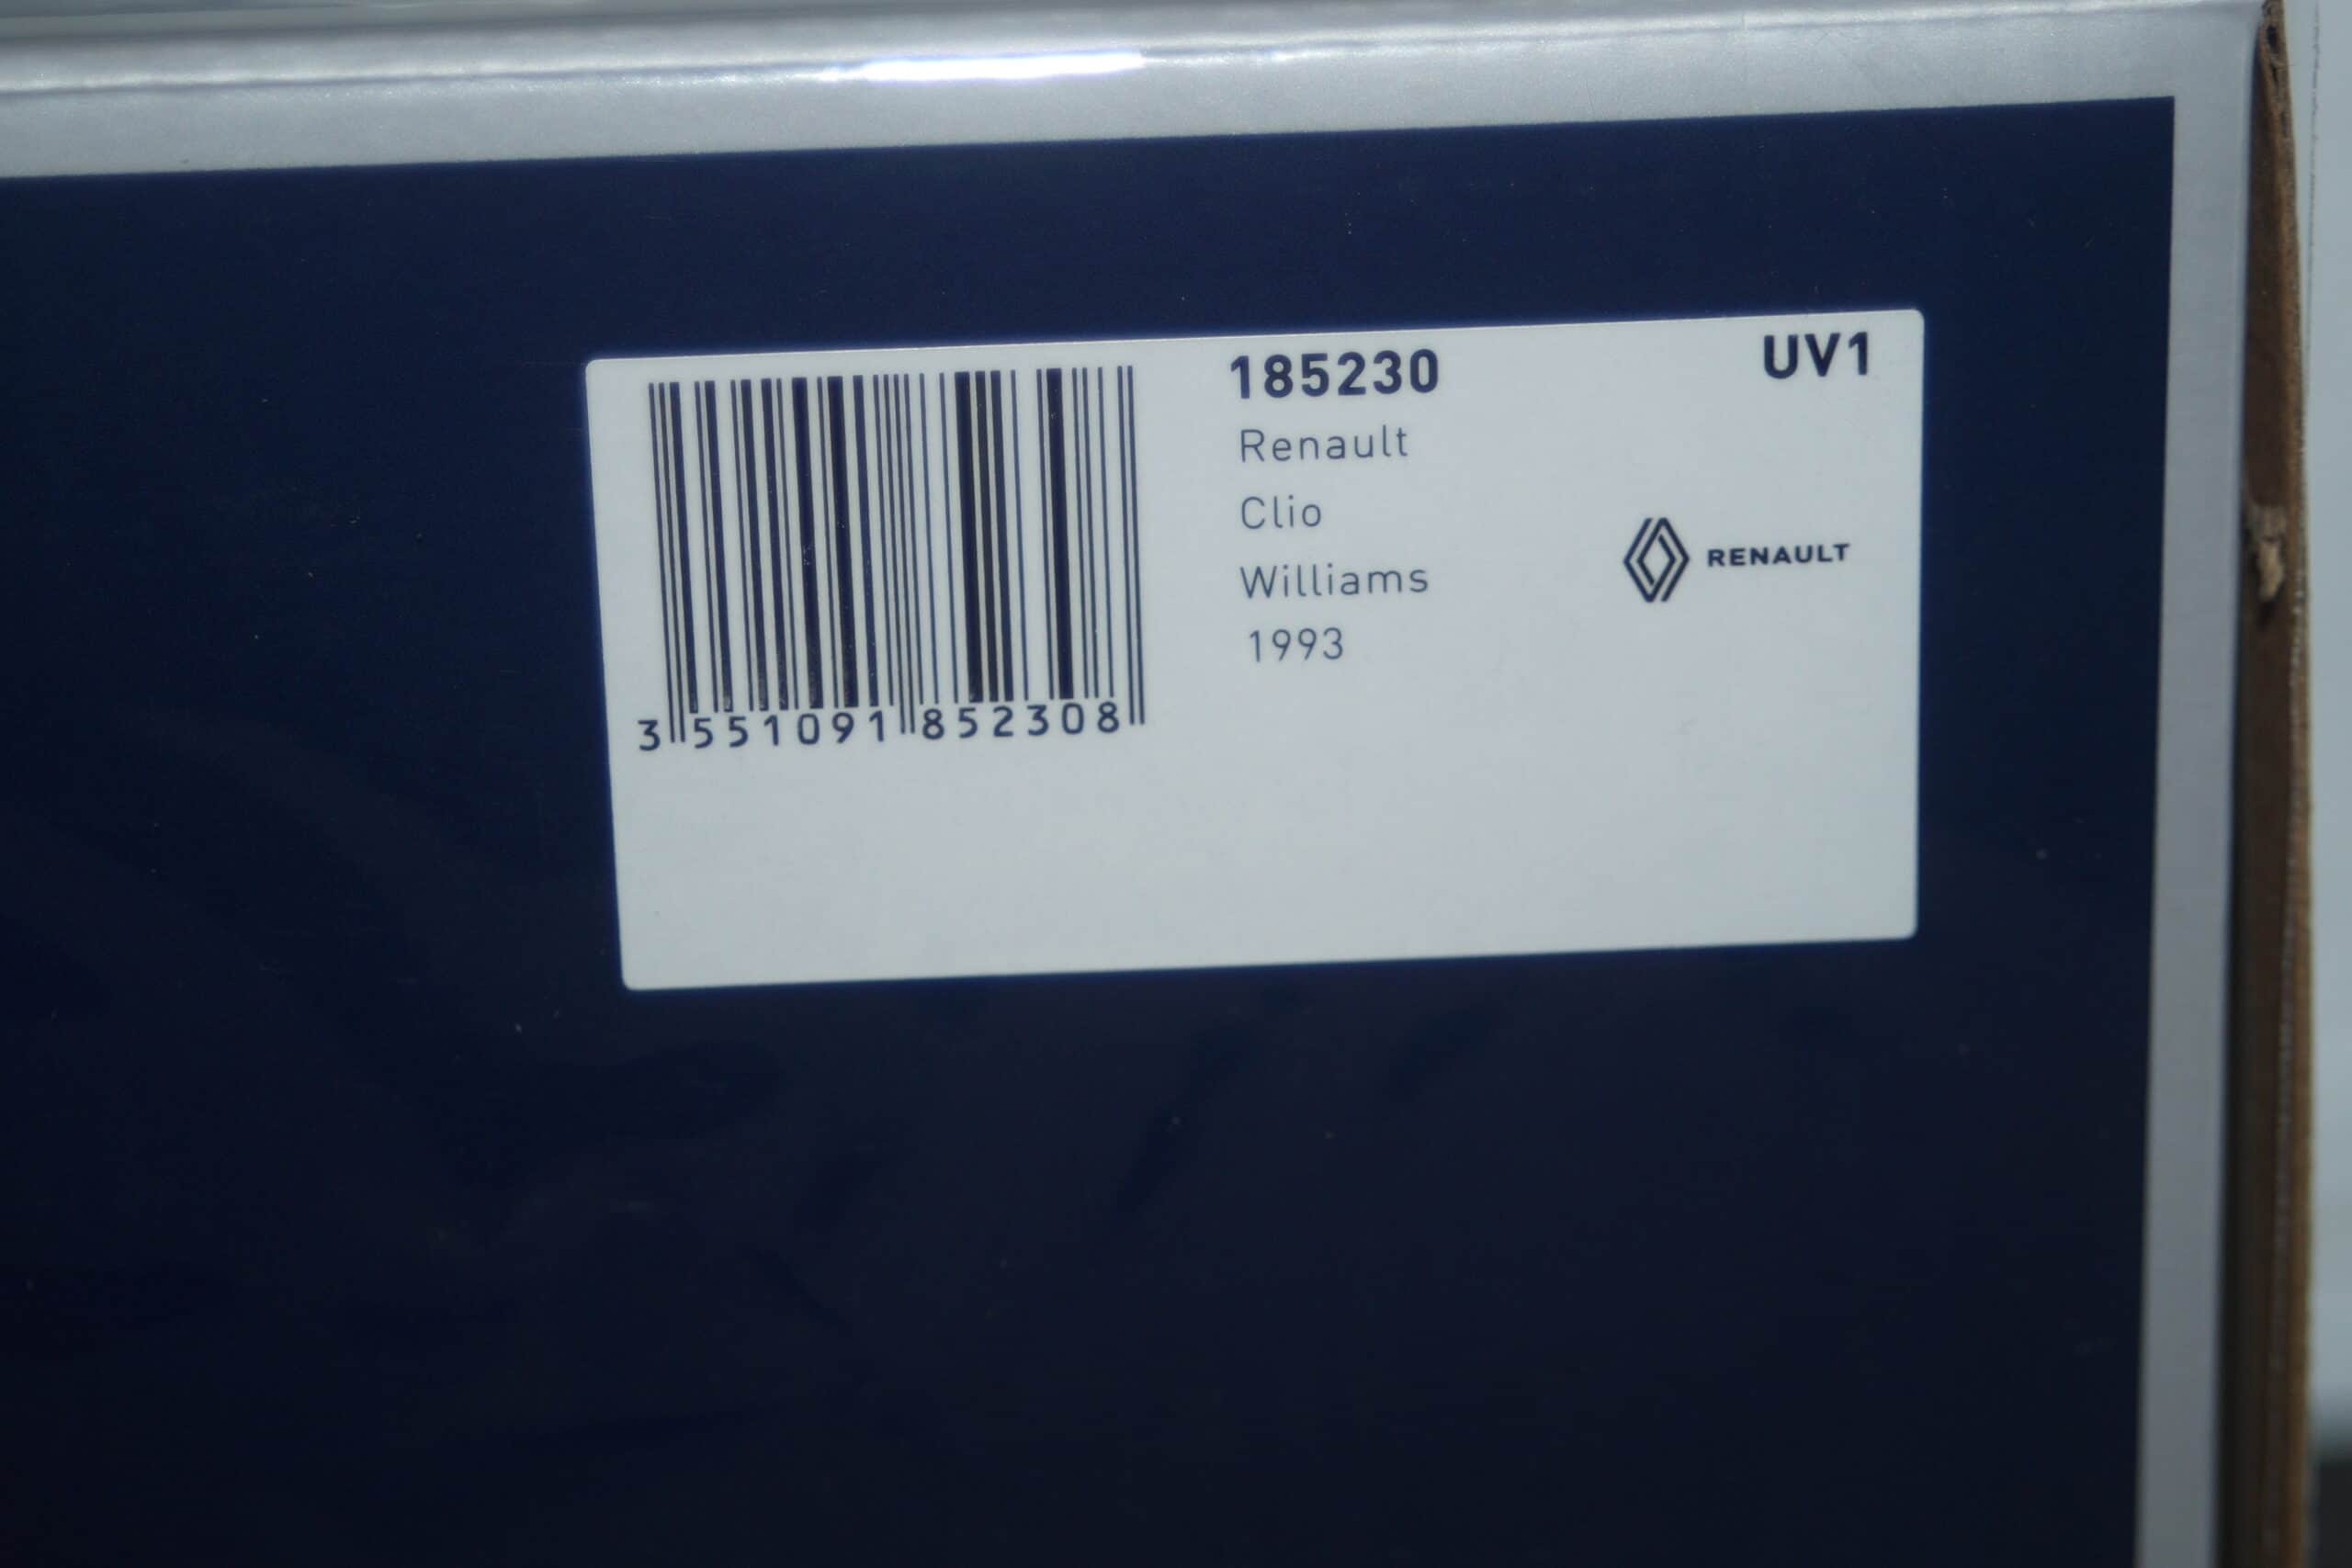 185230
UV1
Renault
Clio
Williams
1993
RENAULT
3 551091 852308